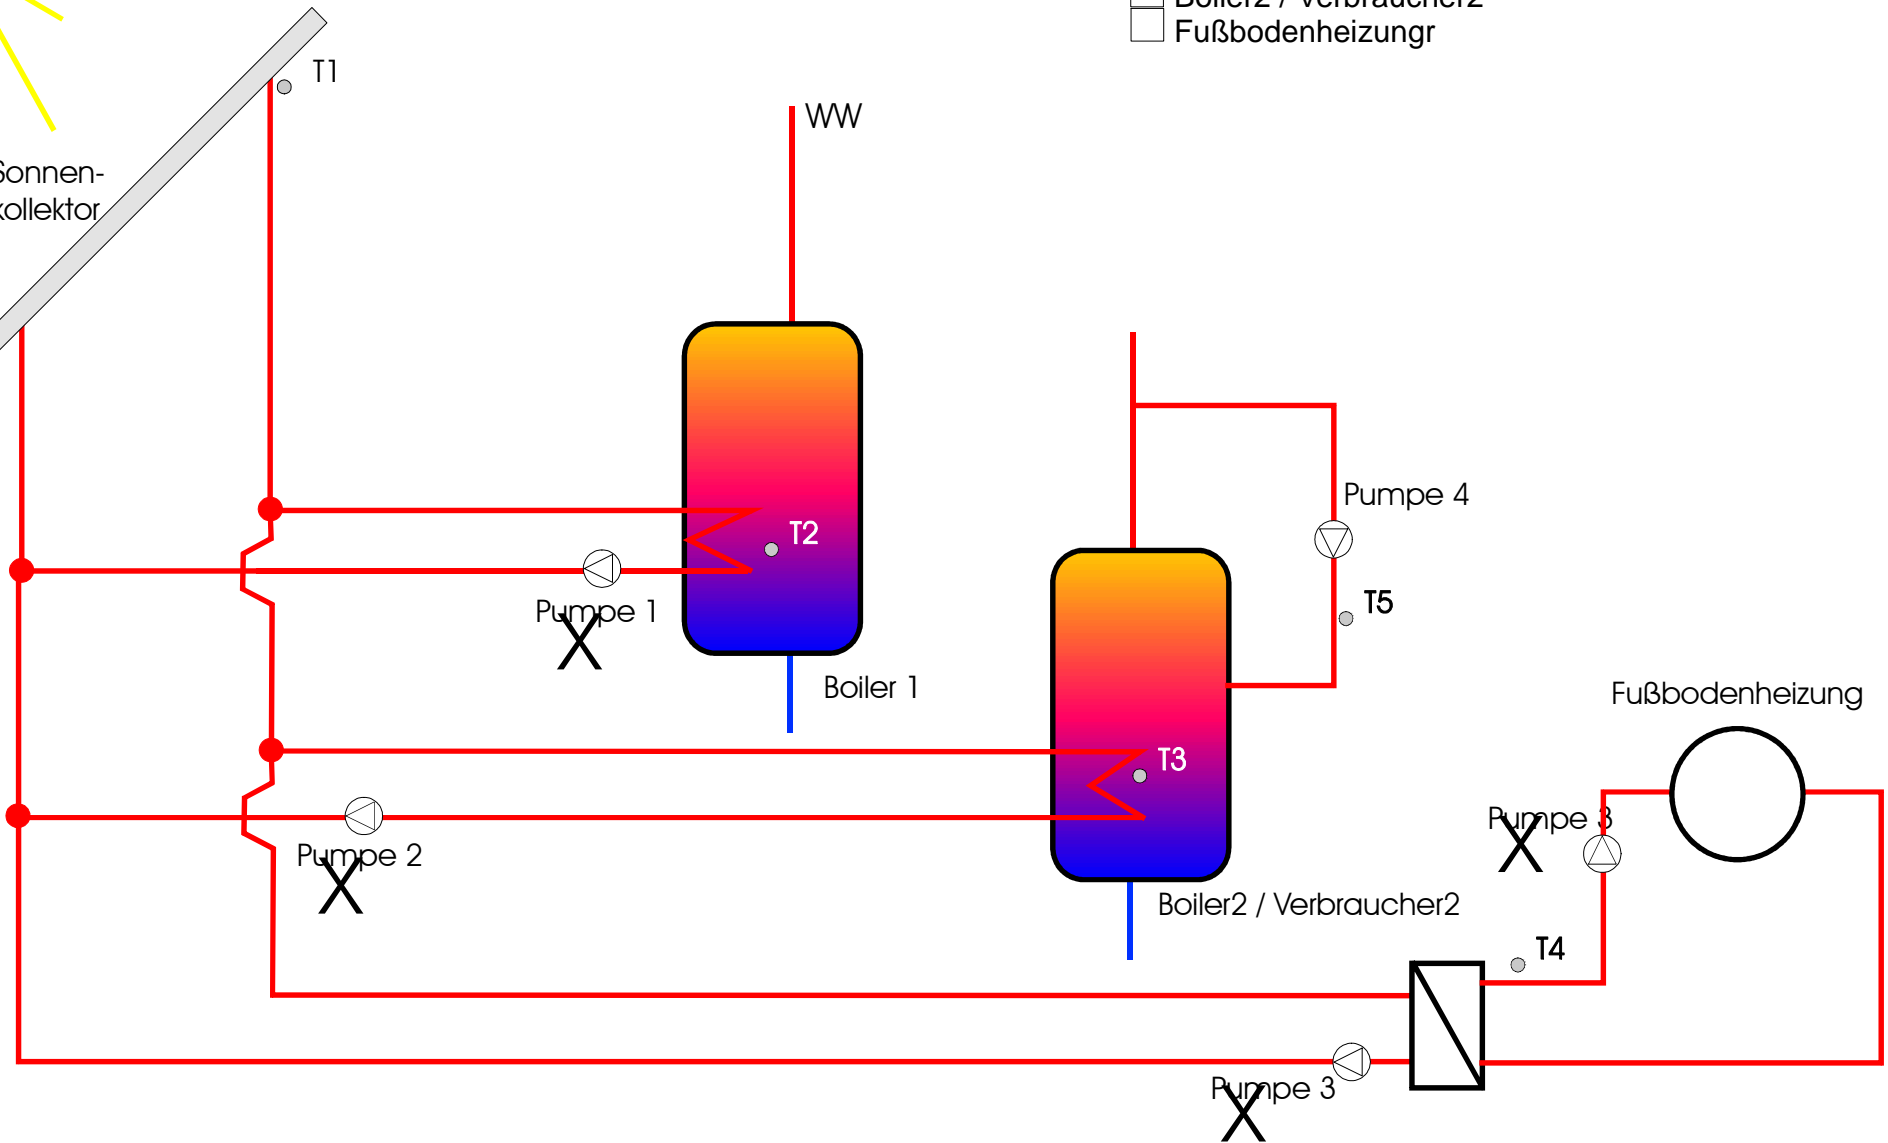 Boiler2 / Verbraucher2
Fußbodenheizungr
T1
WW
Sonnen-
kollektor
Pumpe 4
T2
T5
Pumpe 1
X
Boiler 1
Fußbodenheizung
T3
Pumpe 3
X
Pumpe 2
X
Boiler2 / Verbraucher2
T4
Pumpe 3
X